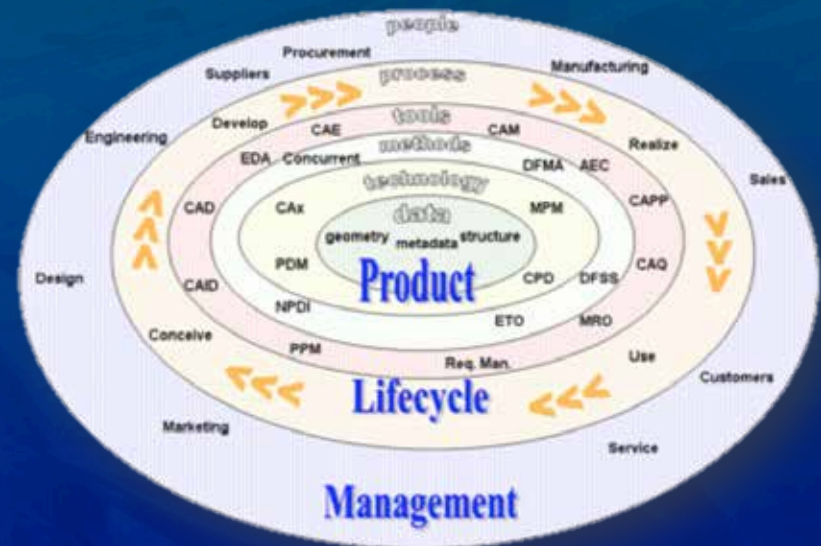 people
Procurement
Suppliers
Manufacturing
process
Develop
tools
Engineering
CAE
CAM
Realize
methods
EDA
Concurrent
DFMA
AEC
Sales
technology
CAD
CAx
data
MPM
CAPP
geometry
metadata
structure
Design
PDM
Product
CPD
DFSS
CAQ
CAID
NPDI
ETO
MRO
Conceive
PPM
Req. Man.
Use
Customers
Lifecycle
Marketing
Service
Management